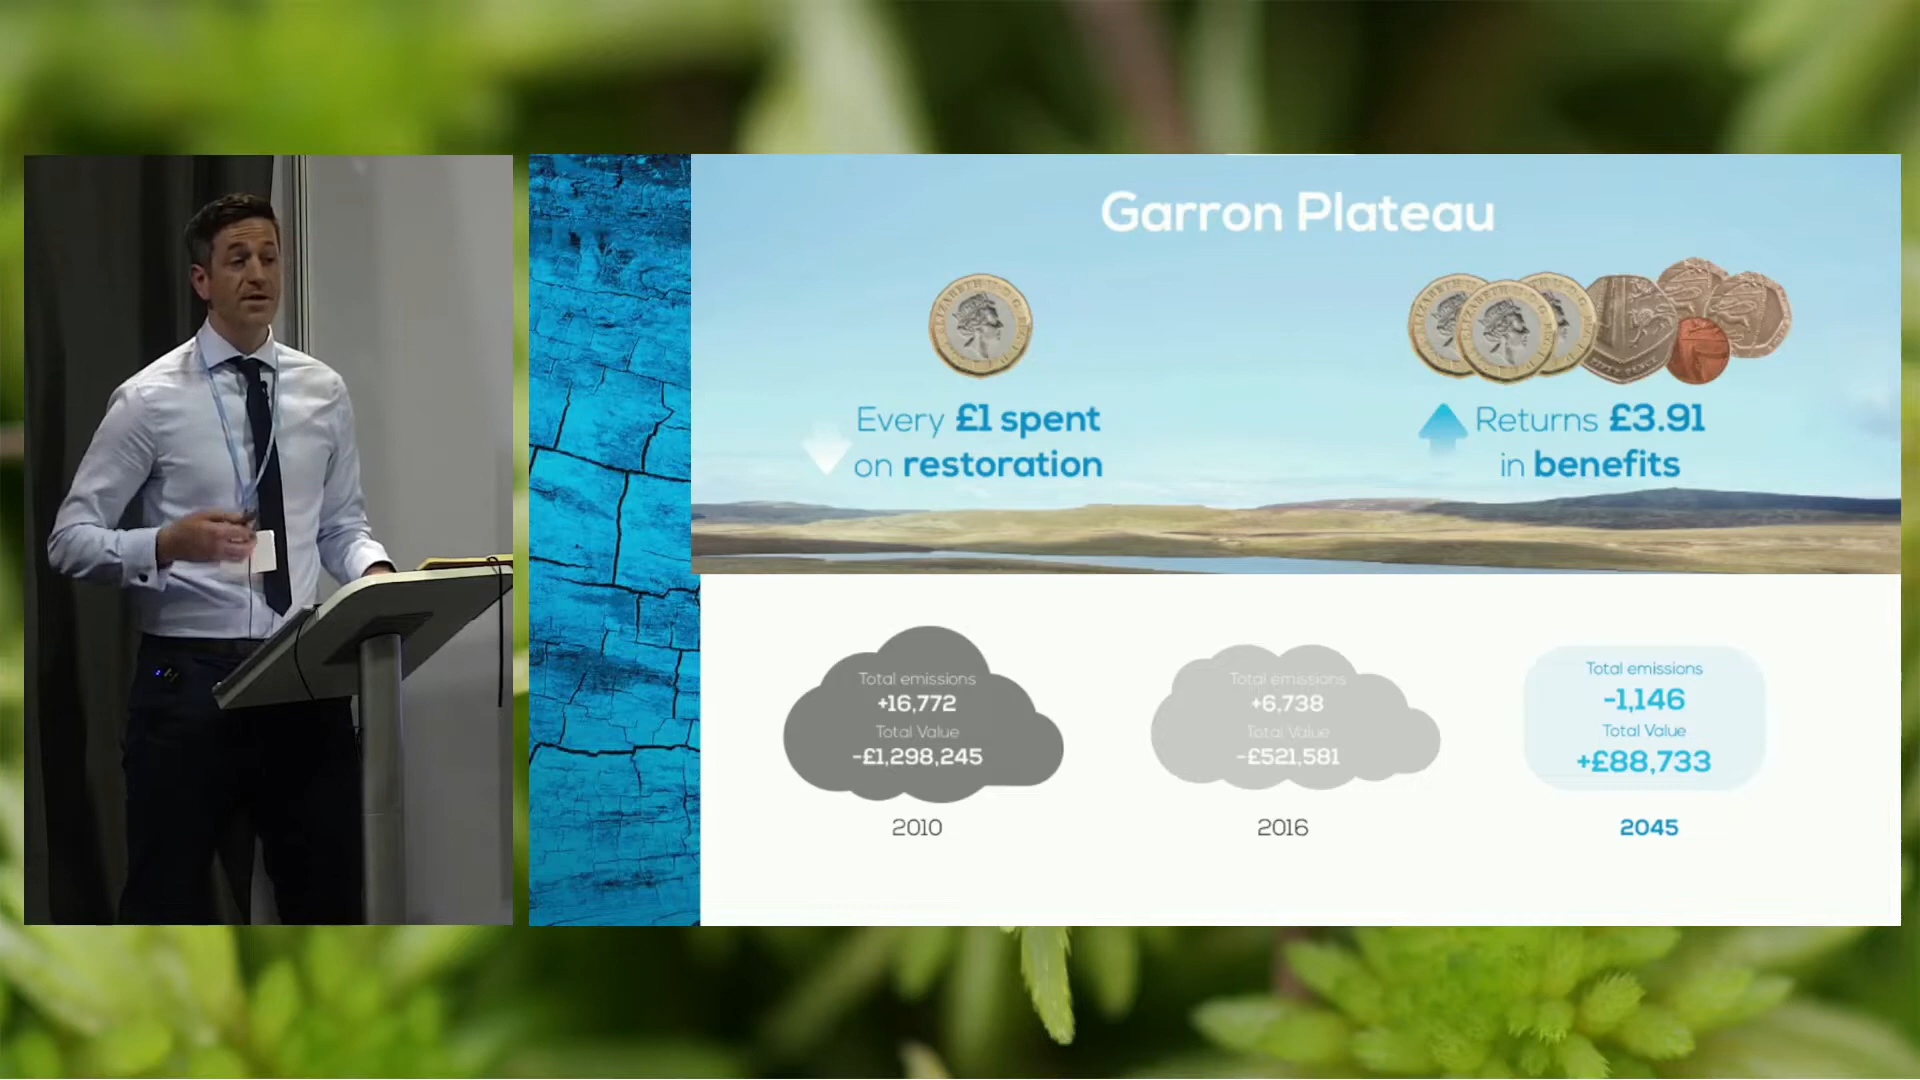 Garron Plateau
Every £1 spent
on restoration
Returns £3.91
in benefits
Total emissions
+16,772
Total Value
-£1,298,245
2010
Total emissions
+6,738
Total Value
-£521,581
2016
Total emissions
-1,146
Total Value
+£88,733
2045